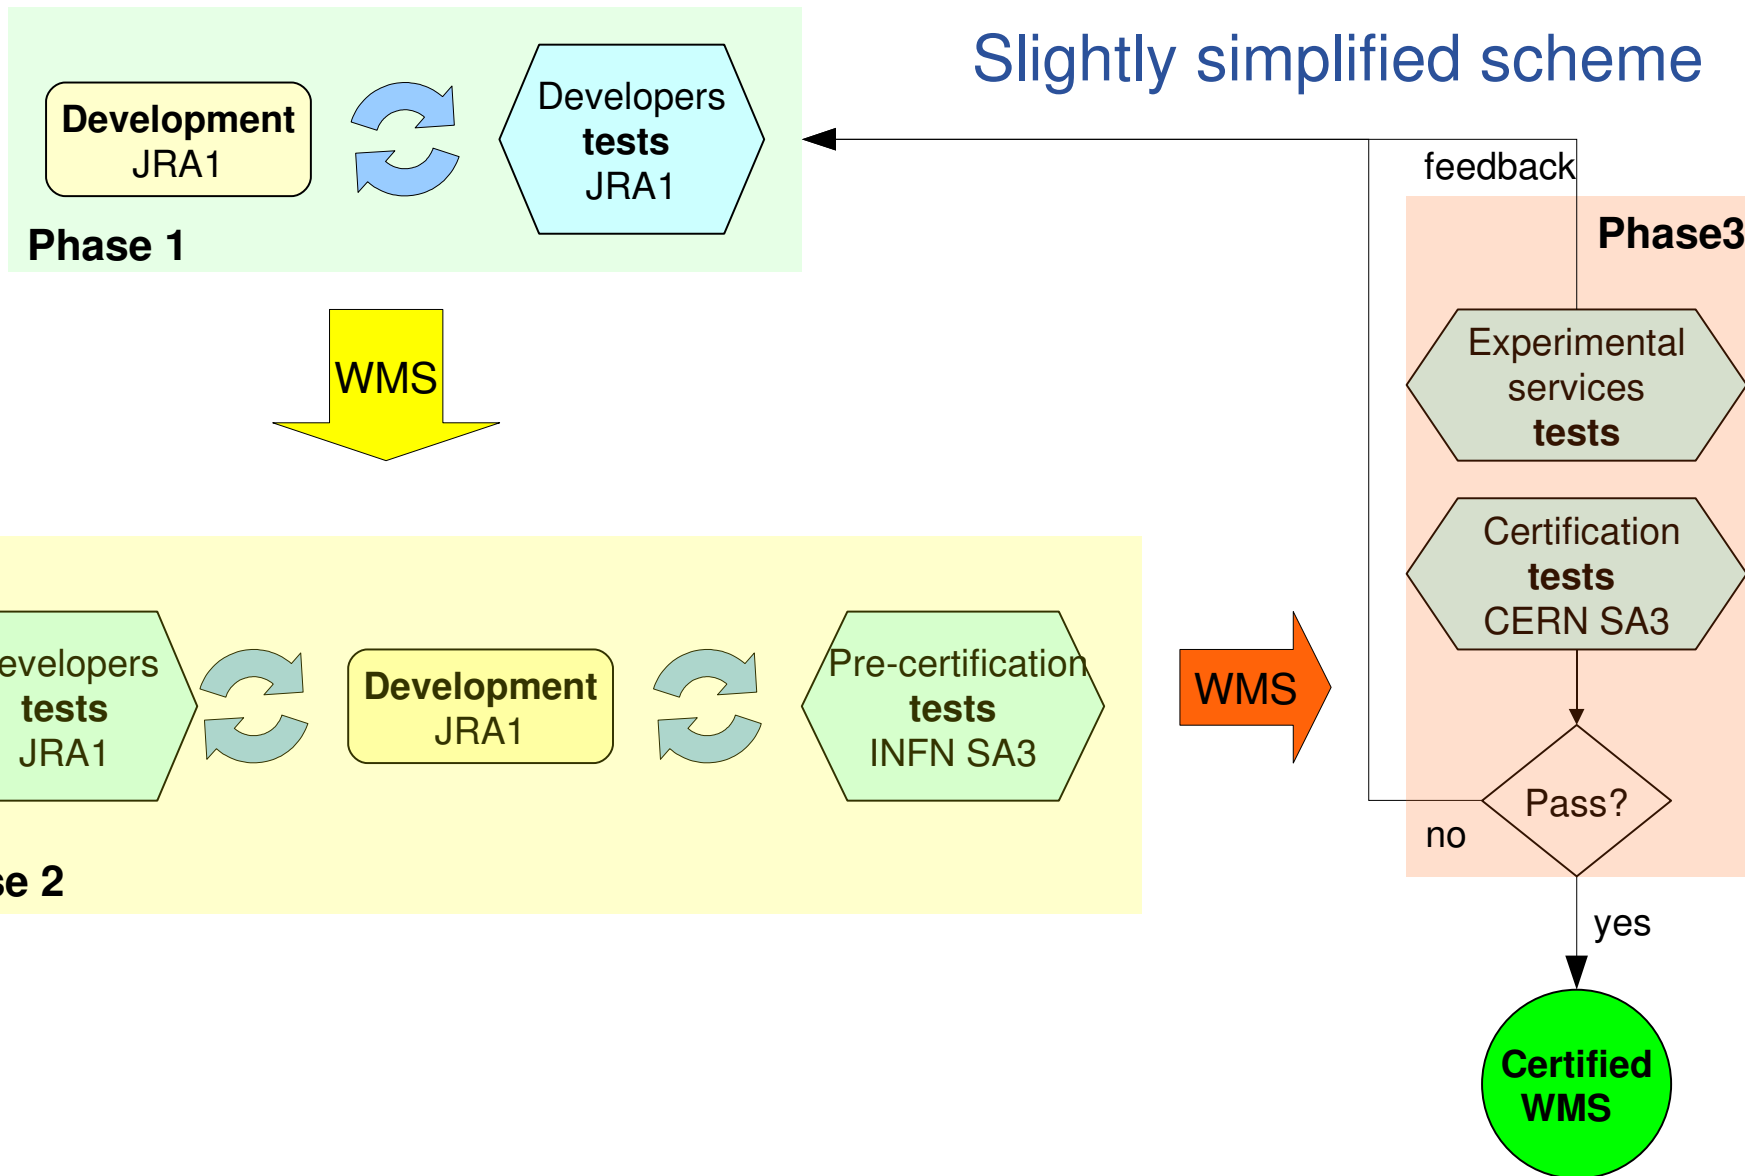 Slightly simplified scheme
Development
JRA1
Developers
tests
JRA1
Phase 1
feedback
Phase3
WMS
Experimental
services
tests
Certification
tests
CERN SA3
evelopers
tests
JRA1
Development
JRA1
Pre-certification
tests
INFN SA3
WMS
Pass?
no
se 2
yes
Certified
WMS